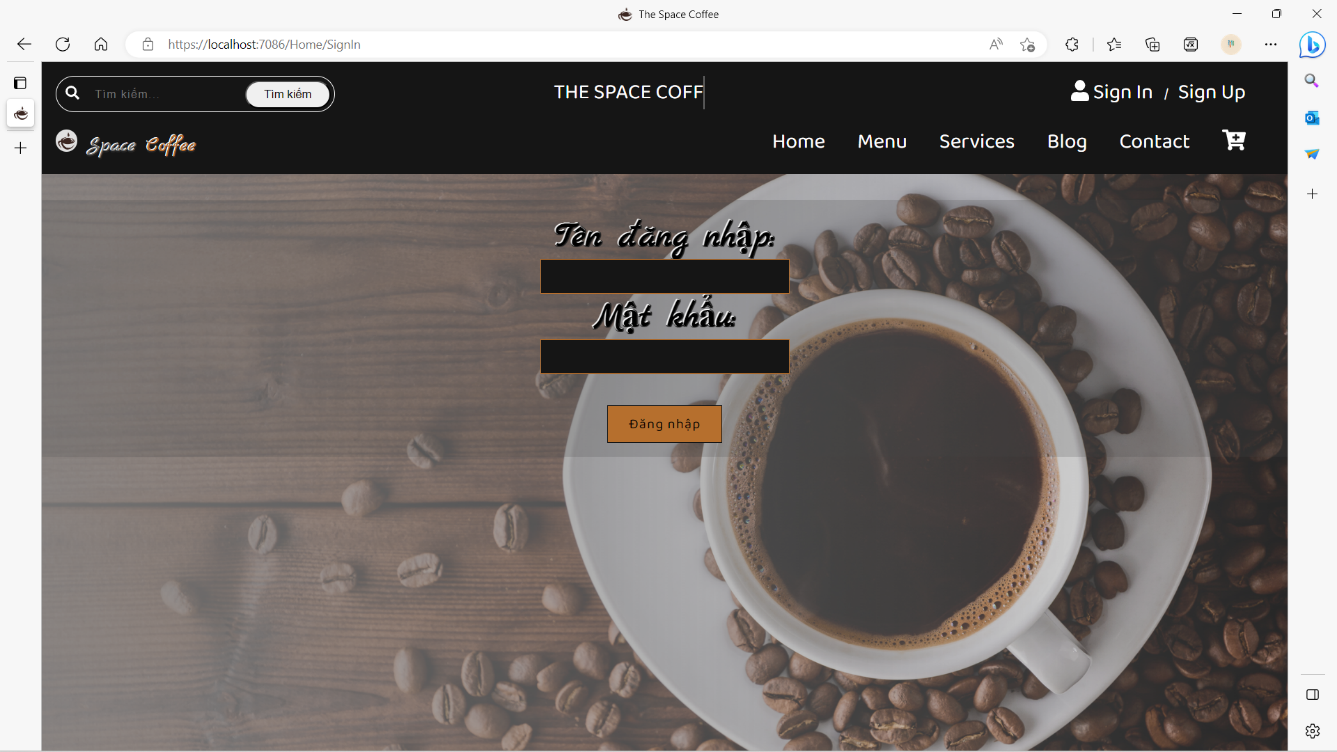 The Space Coffee
https://localhost:7086/Home/SignIn
Tìm kiếm...
Tìm kiếm
THE SPACE COFF
Sign In / Sign Up
Space Coffee
Home
Menu
Services
Blog
Contact
Tên đăng nhập:
Mật khẩu:
Đăng nhập